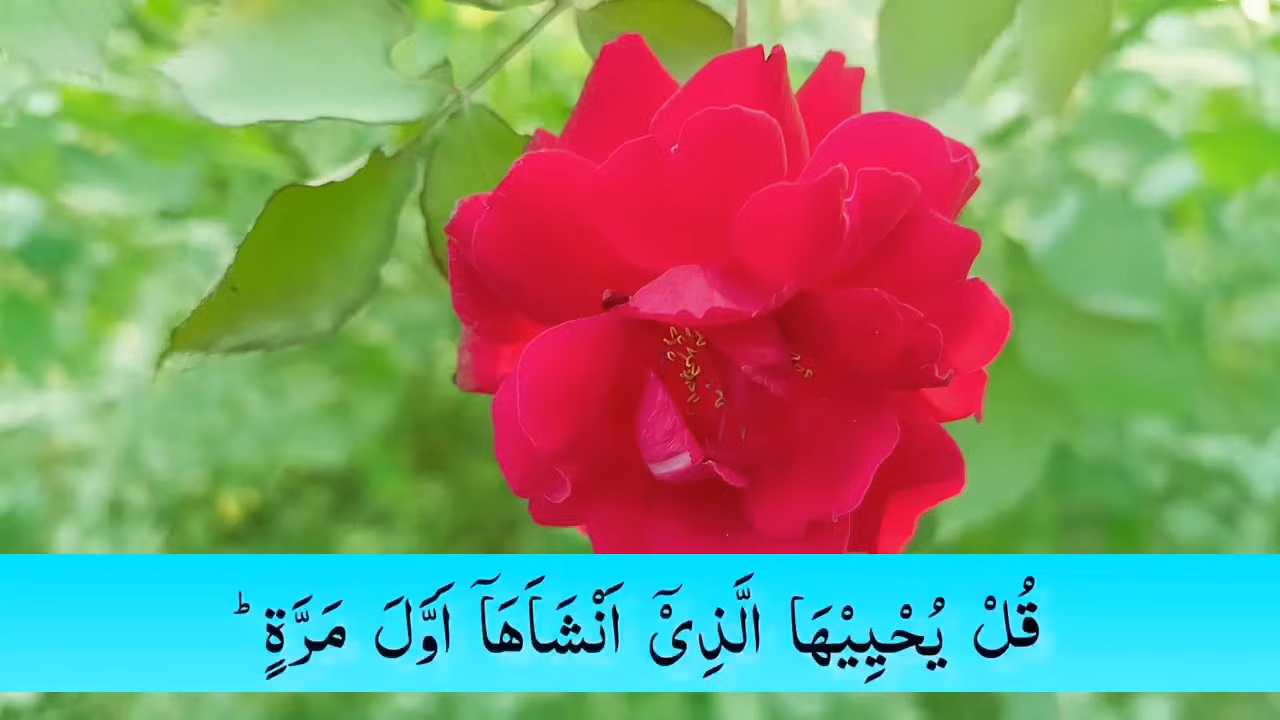 قُلْ يُحْيِيْهَا الَّذِىْۤ اَنْشَاَهَاۤ اَوَّلَ مَرَّةٍ ؕ